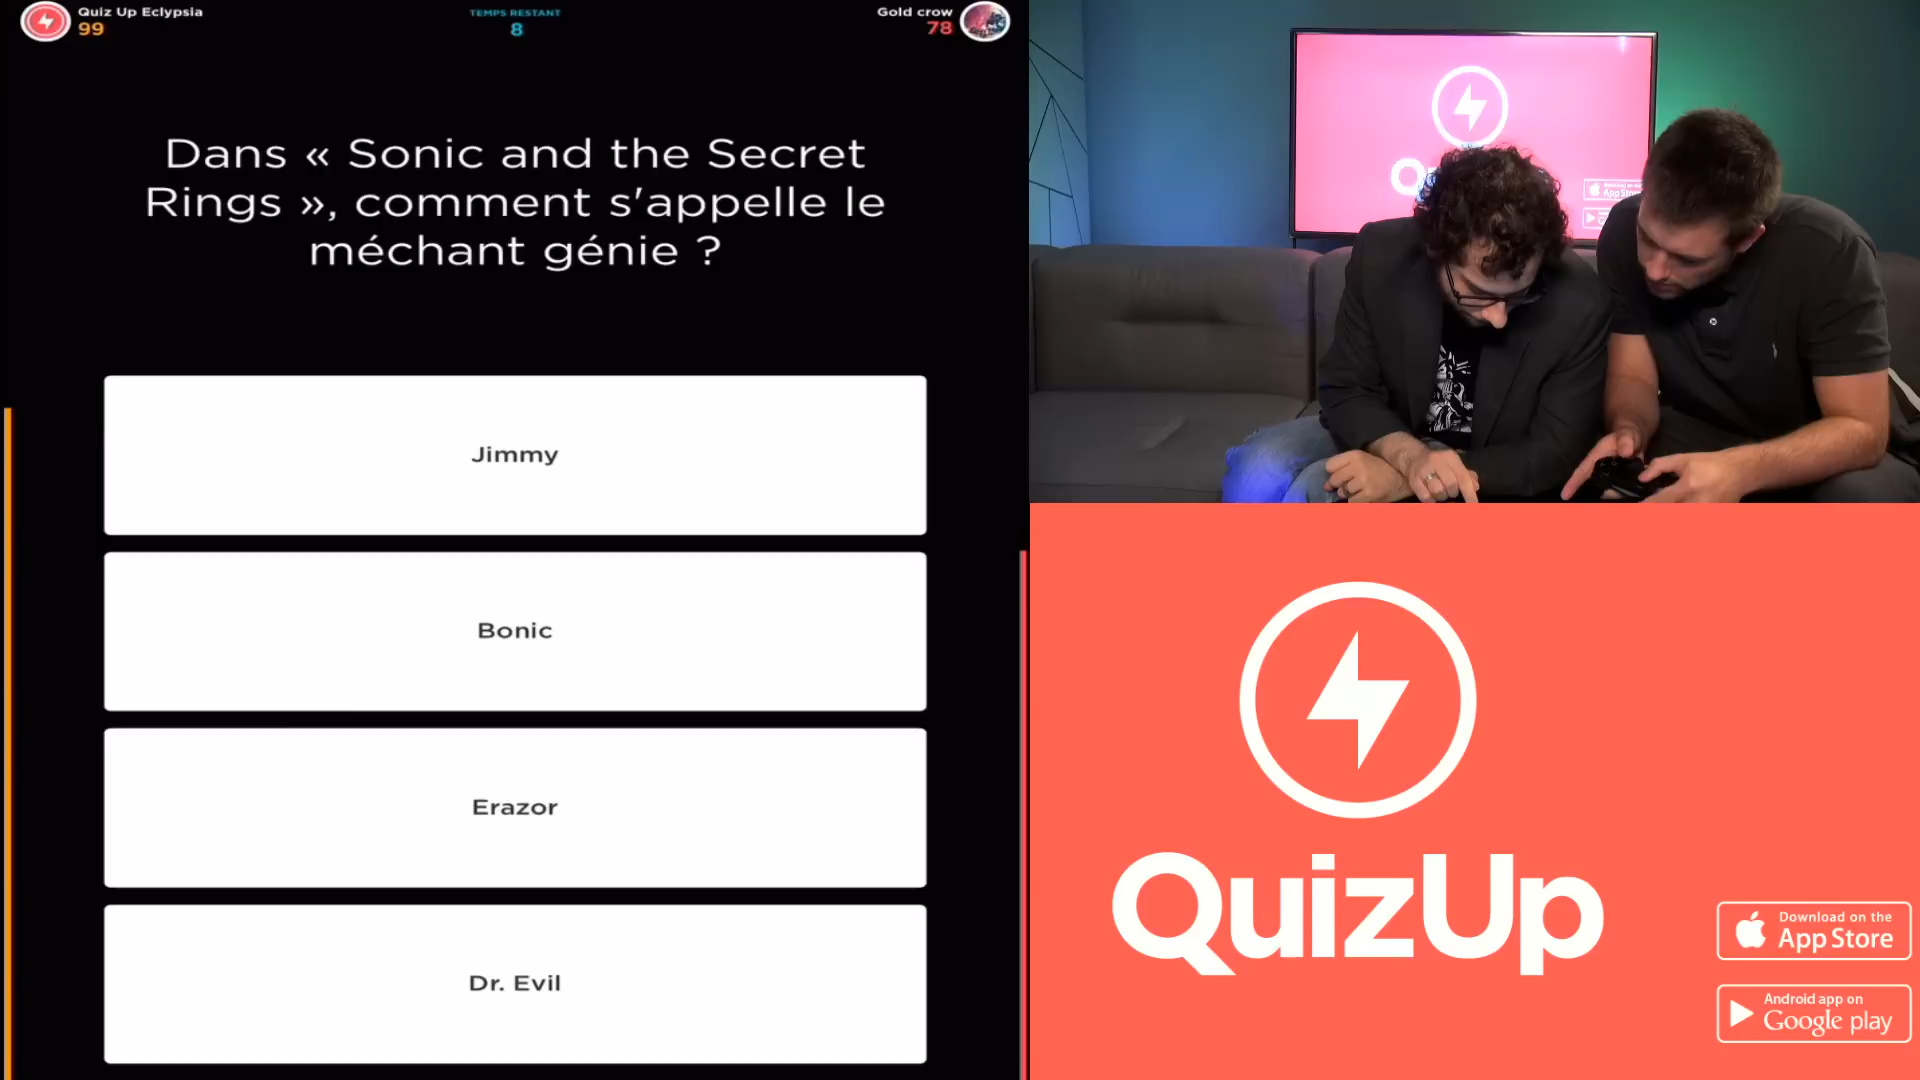 Quiz Up Eclypsia
99
TEMPS RESTANT
8
Gold crow
78
Dans « Sonic and the Secret
Rings », comment s'appelle le
méchant génie ?
Jimmy
Bonic
Erazor
Dr. Evil
QuizUp
Download on the
App Store
Android app on
Google play